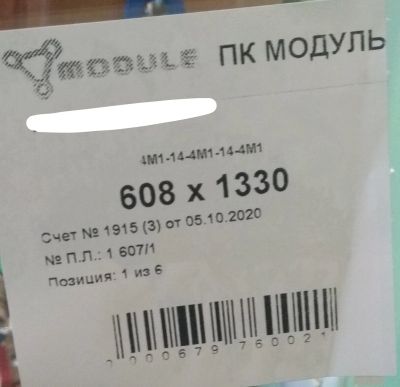 MODULE ПК МОДУЛЬ
4М1-14-4М1-14-4М1
608 x 1330
Счет № 1915 (3) от 05.10.2020
№ П.Л.: 1 607/1
Позиция: 1 из 6
2000679760021